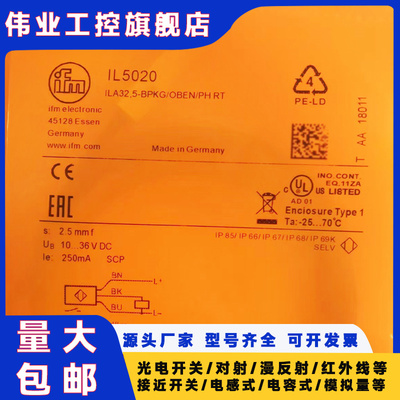 伟业工控旗舰店
ifm
IL5020
ILA32,5-BPKG/OBEN/PH RT
ifm electronic
45128 Essen
Germany
www.ifm.com
Made in Germany
4
PE-LD
T AA 18011
CE
EAC
c UL us LISTED
INO.CONT.
EQ.11ZA
AD 01
Enclosure Type 1
Ta:-25...70°C
IP 65/ IP 66/ IP 67/ IP 68/ IP 69K
SELV
s: 2.5 mm f
UB 10...36 V DC
Ie: 250mA SCP
BN
L+
BK
BU
L-
量大包邮
源头厂家 型号齐全 可开发票
光电开关/对射/漫反射/红外线等
接近开关/电感式/电容式/模拟量等